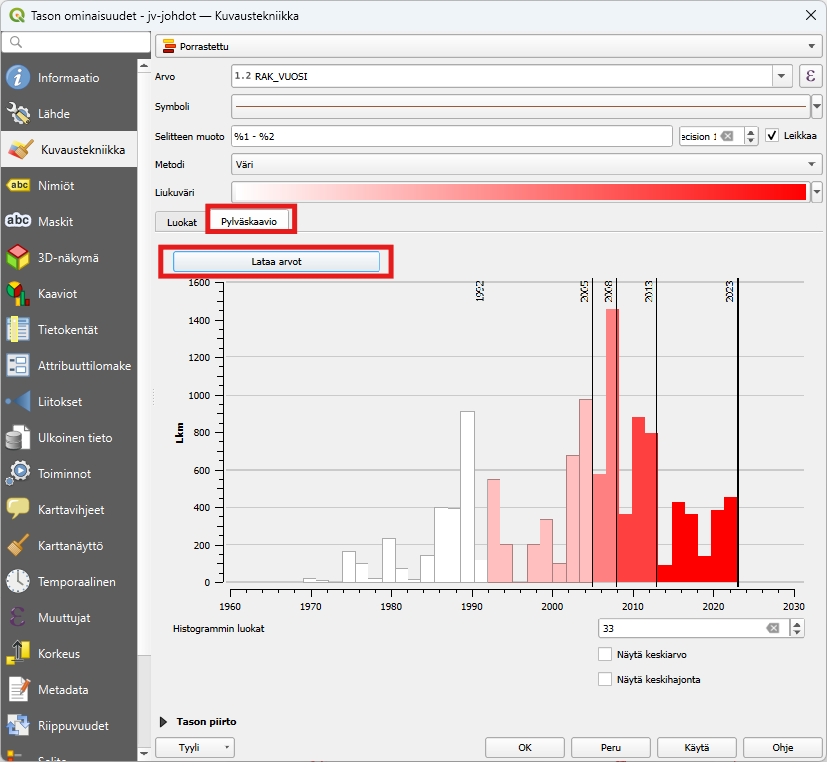 Tason ominaisuudet - jv-johdot — Kuvaustekniikka
Informaatio
Lähde
Kuvaustekniikka
abc Nimiöt
abc Maskit
3D-näkymä
Kaaviot
Tietokentät
Attribuuttilomake
Liitokset
Ulkoinen tieto
Toiminnot
Karttavihjeet
Karttanäyttö
Temporaalinen
Muuttujat
Korkeus
Metadata
Riippuvuudet
Porrastettu
Arvo 1.2 RAK_VUOSI ε
Symboli
Selitteen muoto %1 - %2 ecision 1 Leikkaa
Metodi Väri
Liukuväri
Luokat Pylväskaavio
Lataa arvot
1992 2005 2008 2013 2023
1600
1400
1200
1000
800
600
400
200
0
Lkm
1960 1970 1980 1990 2000 2010 2020 2030
Histogrammin luokat 33
Näytä keskiarvo
Näytä keskihajonta
Tason piirto
Tyyli OK Peru Käytä Ohje